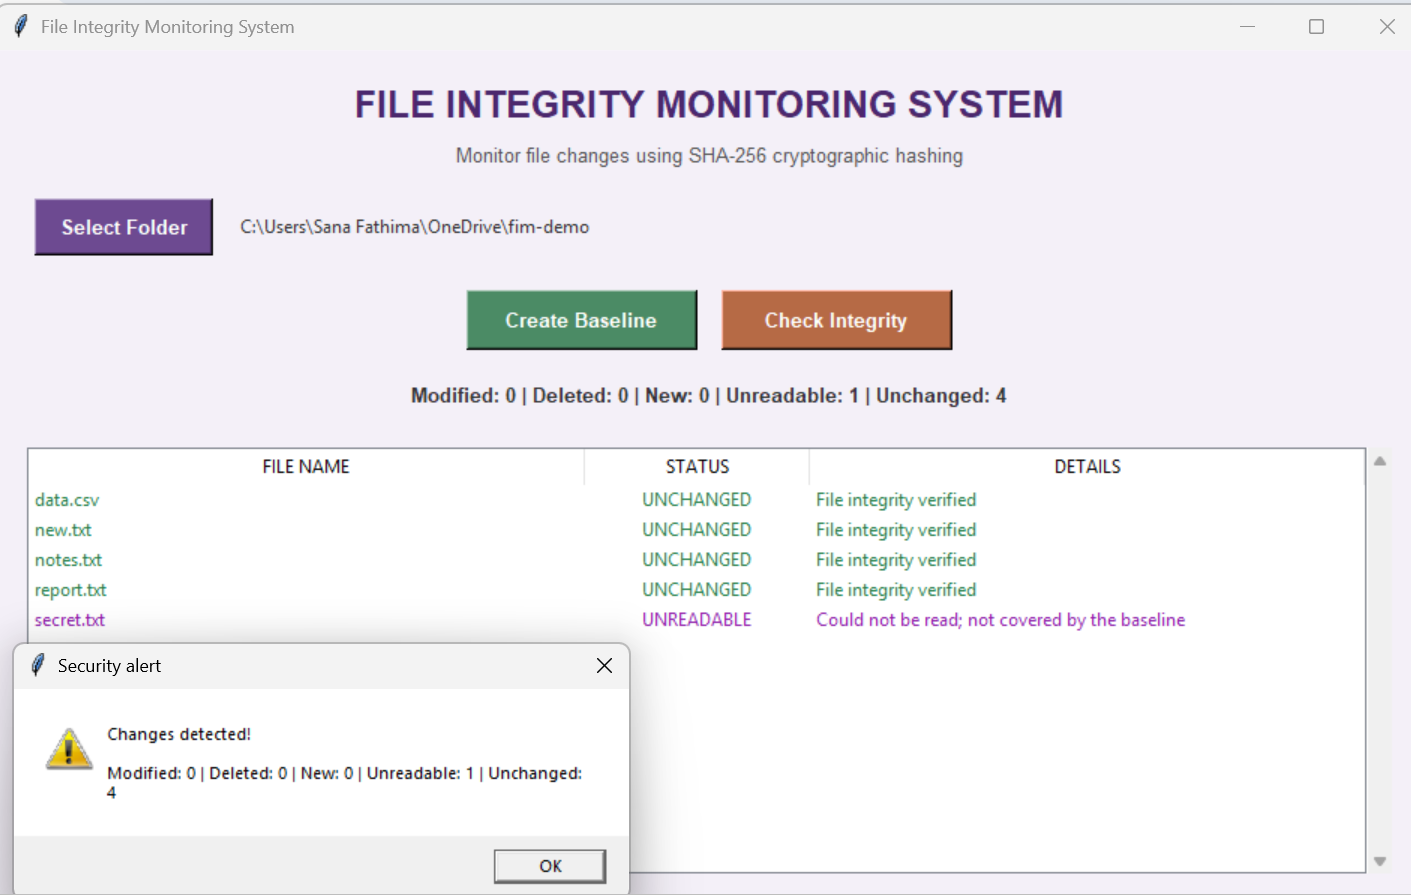 File Integrity Monitoring System
FILE INTEGRITY MONITORING SYSTEM
Monitor file changes using SHA-256 cryptographic hashing
Select Folder C:\Users\Sana Fathima\OneDrive\fim-demo
Create Baseline Check Integrity
Modified: 0 | Deleted: 0 | New: 0 | Unreadable: 1 | Unchanged: 4
FILE NAME STATUS DETAILS
data.csv UNCHANGED File integrity verified
new.txt UNCHANGED File integrity verified
notes.txt UNCHANGED File integrity verified
report.txt UNCHANGED File integrity verified
secret.txt UNREADABLE Could not be read; not covered by the baseline
Security alert
Changes detected!
Modified: 0 | Deleted: 0 | New: 0 | Unreadable: 1 | Unchanged:
4
OK